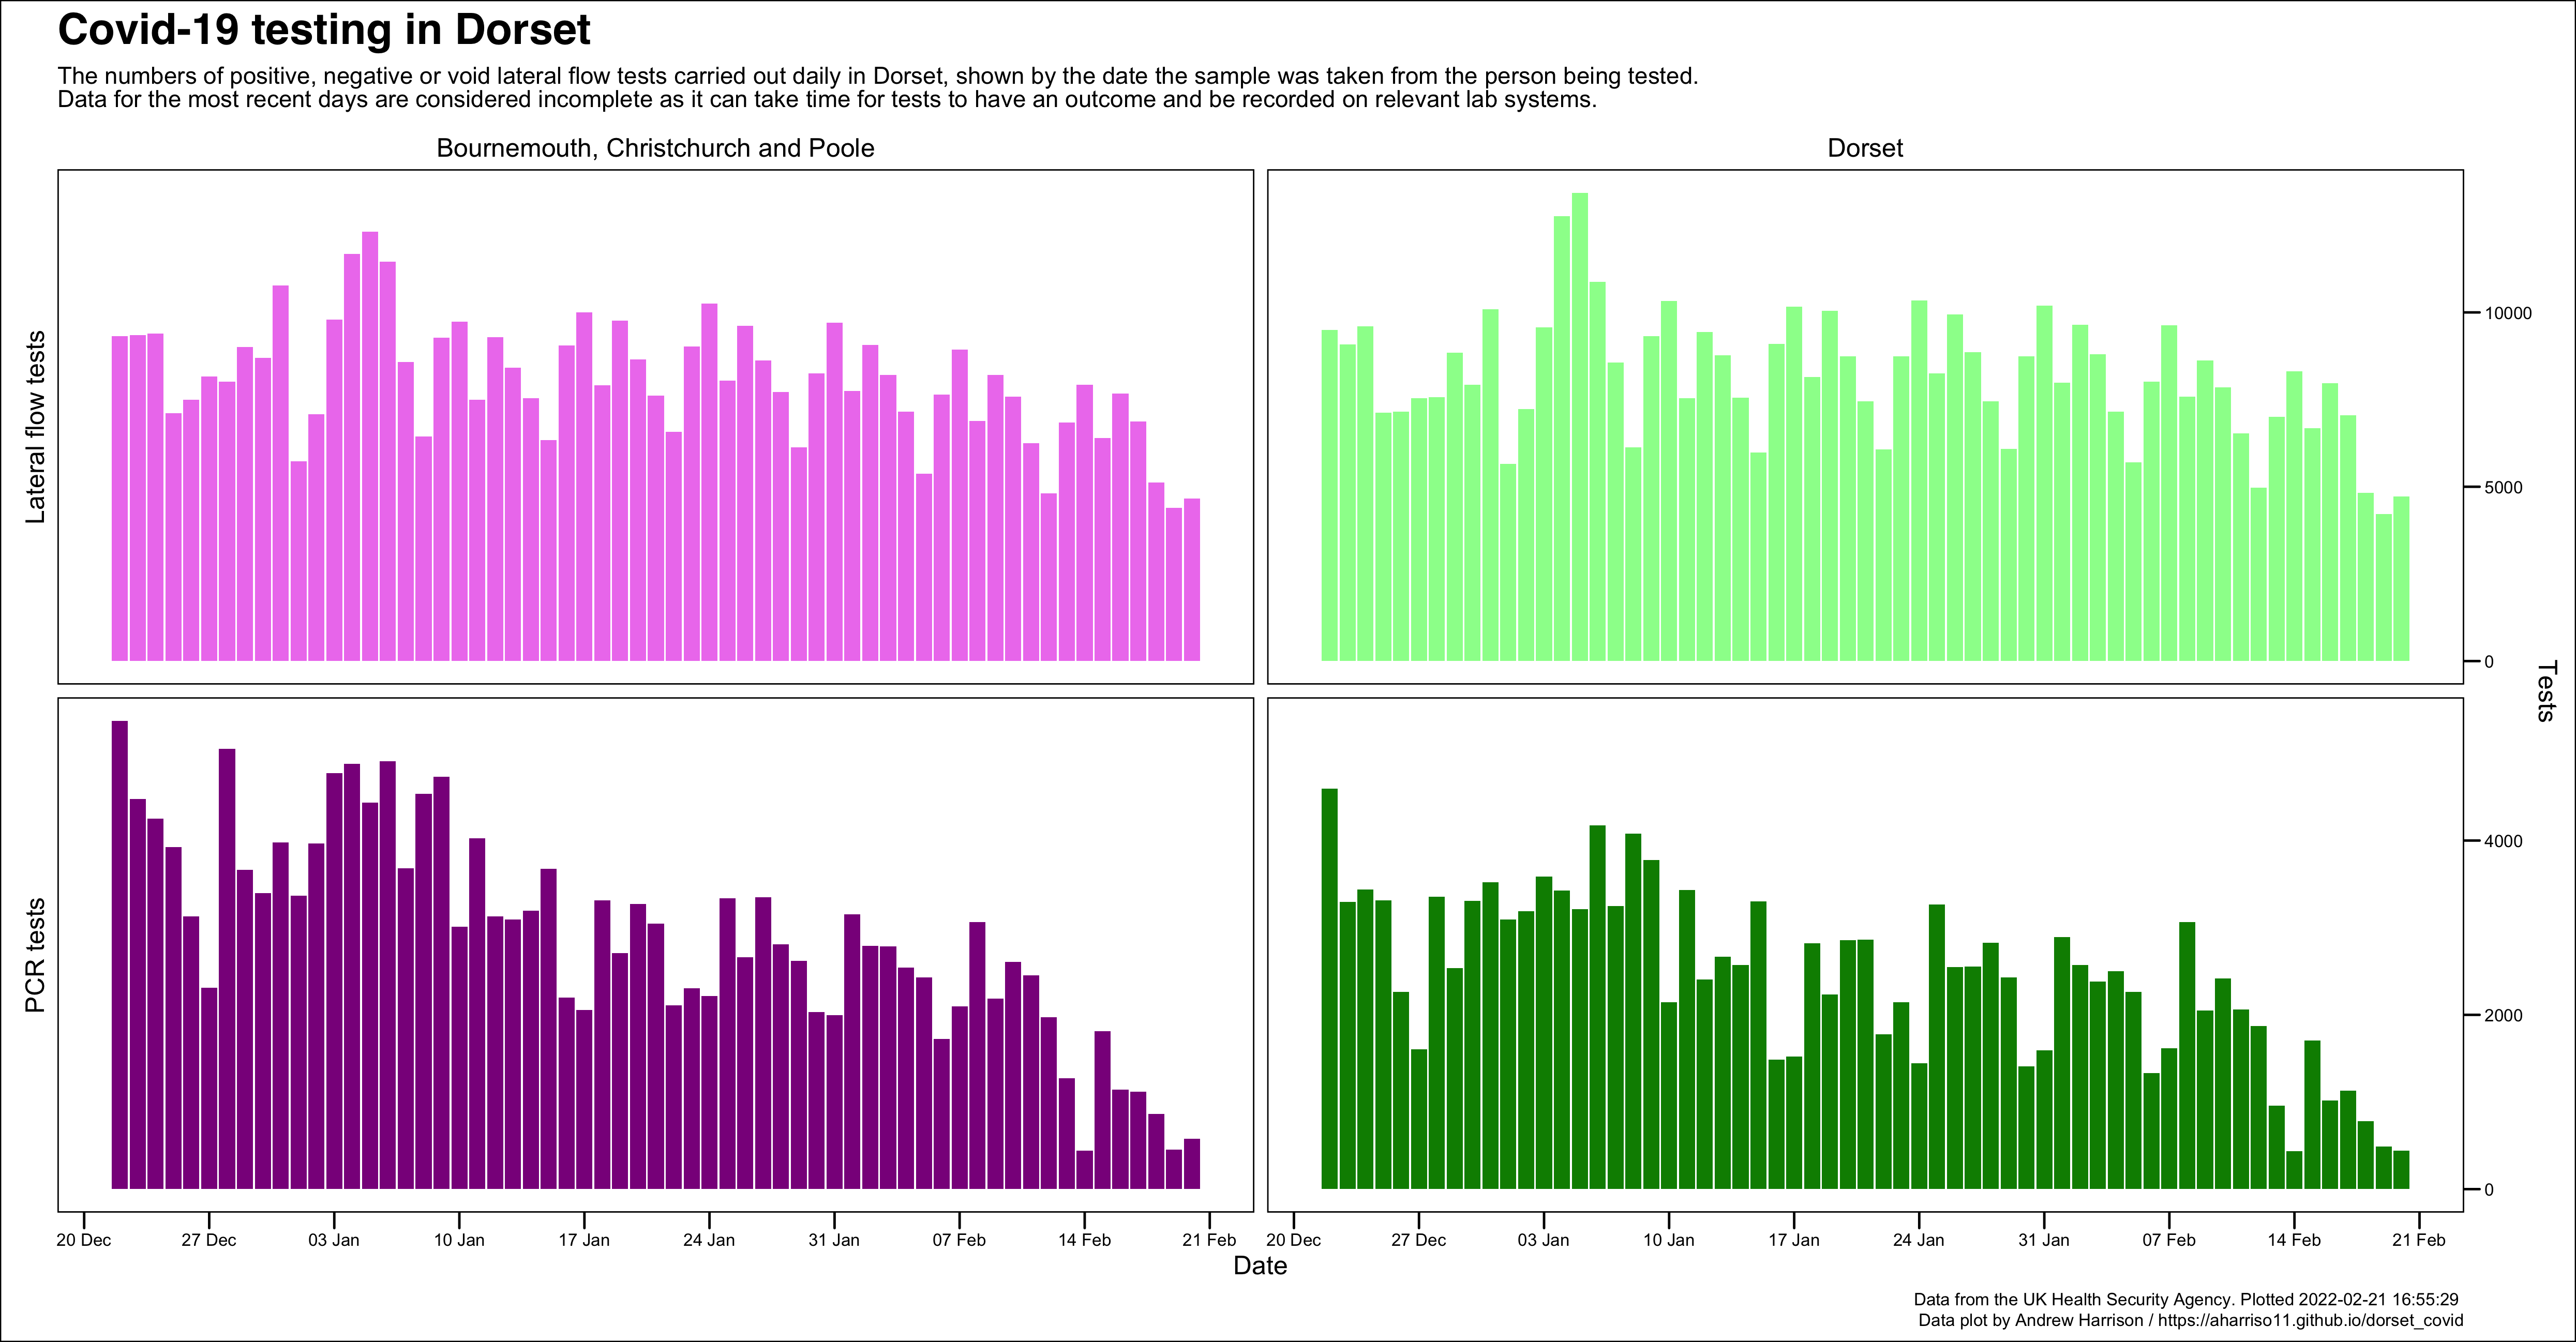 Covid-19 testing in Dorset
The numbers of positive, negative or void lateral flow tests carried out daily in Dorset, shown by the date the sample was taken from the person being tested.
Data for the most recent days are considered incomplete as it can take time for tests to have an outcome and be recorded on relevant lab systems.
Bournemouth, Christchurch and Poole
Dorset
Lateral flow tests
10000
5000
0
Tests
PCR tests
4000
2000
0
20 Dec 27 Dec 03 Jan 10 Jan 17 Jan 24 Jan 31 Jan 07 Feb 14 Feb 21 Feb
20 Dec 27 Dec 03 Jan 10 Jan 17 Jan 24 Jan 31 Jan 07 Feb 14 Feb 21 Feb
Date
Data from the UK Health Security Agency. Plotted 2022-02-21 16:55:29
Data plot by Andrew Harrison / https://aharriso11.github.io/dorset_covid